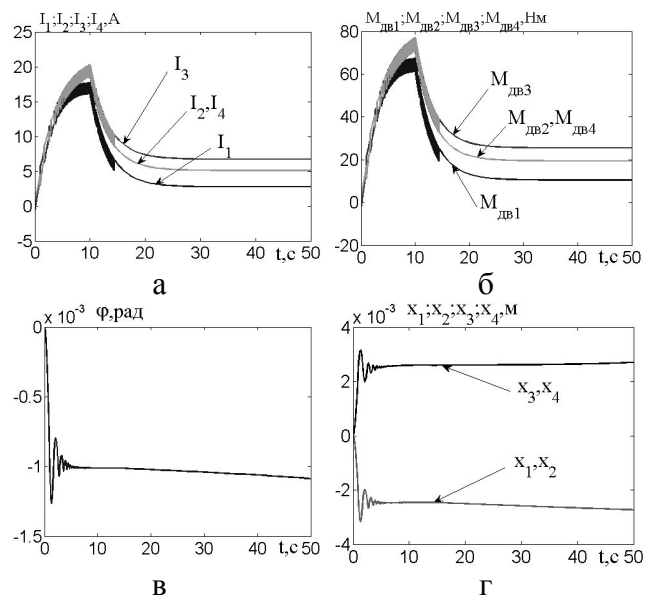 I₁;I₂;I₃;I₄,А
25
20
15
10
5
0
-5
0 10 20 30 40 50
t,с
I₃
I₂,I₄
I₁
а
Mдв1;Mдв2;Mдв3;Mдв4,Нм
80
60
40
20
0
-20
0 10 20 30 40 50
t,с
Mдв3
Mдв2,Mдв4
Mдв1
б
× 10⁻³
φ,рад
0
-0.5
-1
-1.5
0 10 20 30 40 50
t,с
в
× 10⁻³
x₁;x₂;x₃;x₄,м
4
2
0
-2
-4
0 10 20 30 40 50
t,с
x₃,x₄
x₁,x₂
г